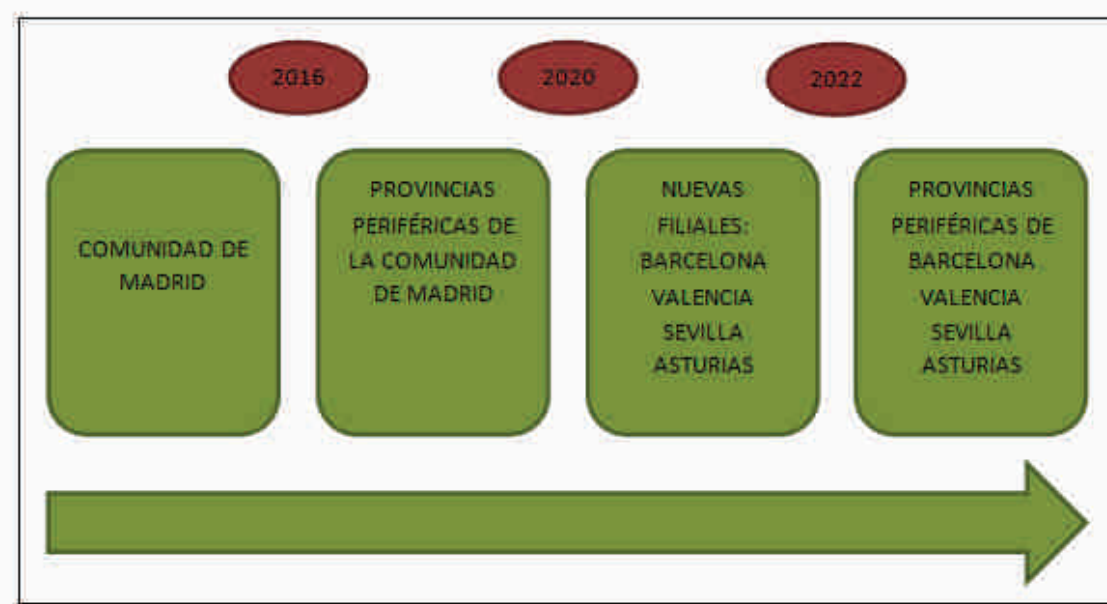 2016
2020
2022
COMUNIDAD DE
MADRID
PROVINCIAS
PERIFÉRICAS DE
LA COMUNIDAD
DE MADRID
NUEVAS
FILIALES:
BARCELONA
VALENCIA
SEVILLA
ASTURIAS
PROVINCIAS
PERIFÉRICAS DE
BARCELONA
VALENCIA
SEVILLA
ASTURIAS